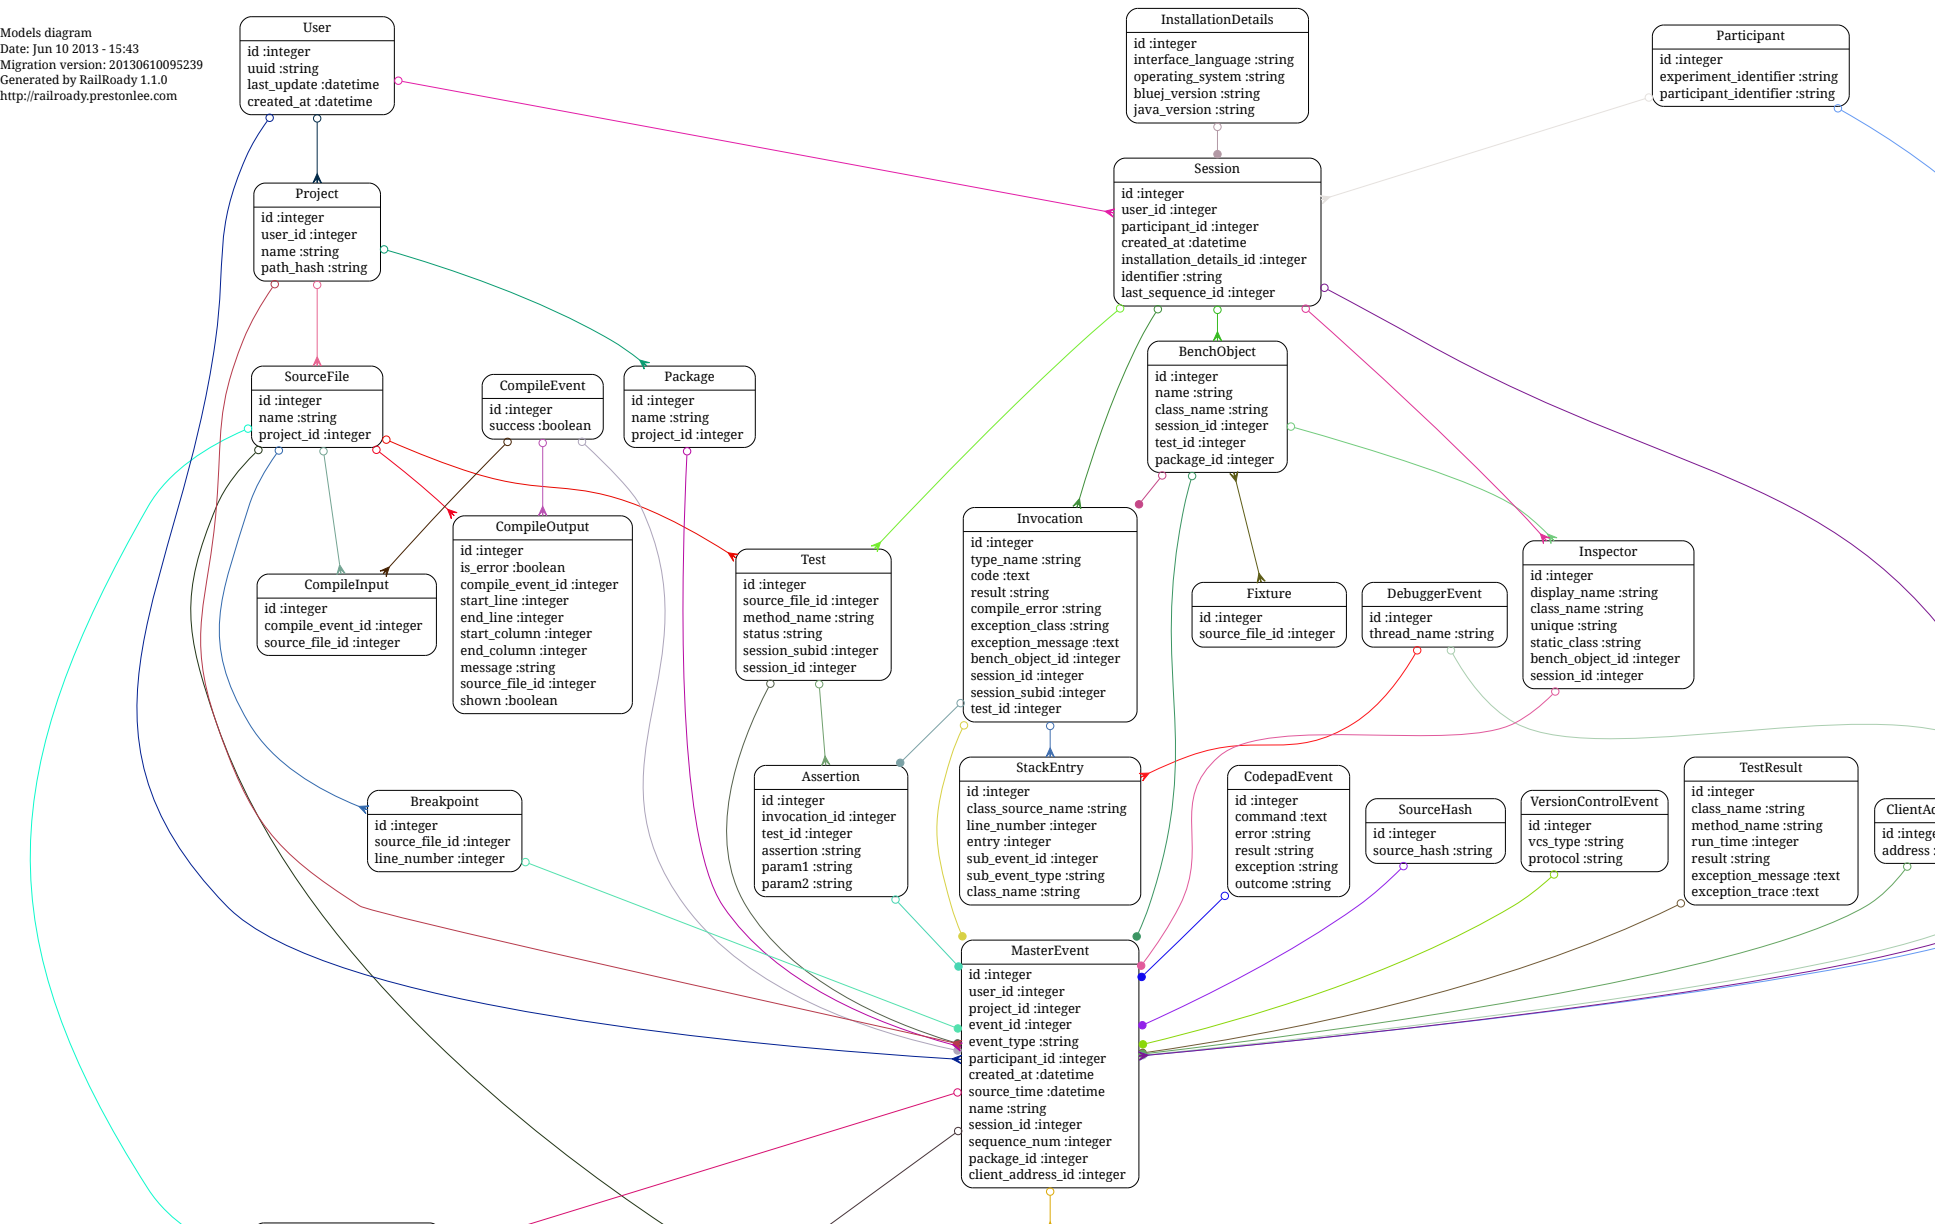 Models diagram
Date: Jun 10 2013 - 15:43
Migration version: 20130610095239
Generated by RailRoady 1.1.0
http://railroady.prestonlee.com
User
id :integer
uuid :string
last_update :datetime
created_at :datetime
InstallationDetails
id :integer
interface_language :string
operating_system :string
bluej_version :string
java_version :string
Participant
id :integer
experiment_identifier :string
participant_identifier :string
Project
id :integer
user_id :integer
name :string
path_hash :string
Session
id :integer
user_id :integer
participant_id :integer
created_at :datetime
installation_details_id :integer
identifier :string
last_sequence_id :integer
SourceFile
id :integer
name :string
project_id :integer
CompileEvent
id :integer
success :boolean
Package
id :integer
name :string
project_id :integer
BenchObject
id :integer
name :string
class_name :string
session_id :integer
test_id :integer
package_id :integer
CompileInput
id :integer
compile_event_id :integer
source_file_id :integer
CompileOutput
id :integer
is_error :boolean
compile_event_id :integer
start_line :integer
end_line :integer
start_column :integer
end_column :integer
message :string
source_file_id :integer
shown :boolean
Test
id :integer
source_file_id :integer
method_name :string
status :string
session_subid :integer
session_id :integer
Invocation
id :integer
type_name :string
code :text
result :string
compile_error :string
exception_class :string
exception_message :text
bench_object_id :integer
session_id :integer
session_subid :integer
test_id :integer
Fixture
id :integer
source_file_id :integer
DebuggerEvent
id :integer
thread_name :string
Inspector
id :integer
display_name :string
class_name :string
unique :string
static_class :string
bench_object_id :integer
session_id :integer
Breakpoint
id :integer
source_file_id :integer
line_number :integer
Assertion
id :integer
invocation_id :integer
test_id :integer
assertion :string
param1 :string
param2 :string
StackEntry
id :integer
class_source_name :string
line_number :integer
entry :integer
sub_event_id :integer
sub_event_type :string
class_name :string
CodepadEvent
id :integer
command :text
error :string
result :string
exception :string
outcome :string
SourceHash
id :integer
source_hash :string
VersionControlEvent
id :integer
vcs_type :string
protocol :string
TestResult
id :integer
class_name :string
method_name :string
run_time :integer
result :string
exception_message :text
exception_trace :text
ClientAd
id :intege
address :
MasterEvent
id :integer
user_id :integer
project_id :integer
event_id :integer
event_type :string
participant_id :integer
created_at :datetime
source_time :datetime
name :string
session_id :integer
sequence_num :integer
package_id :integer
client_address_id :integer